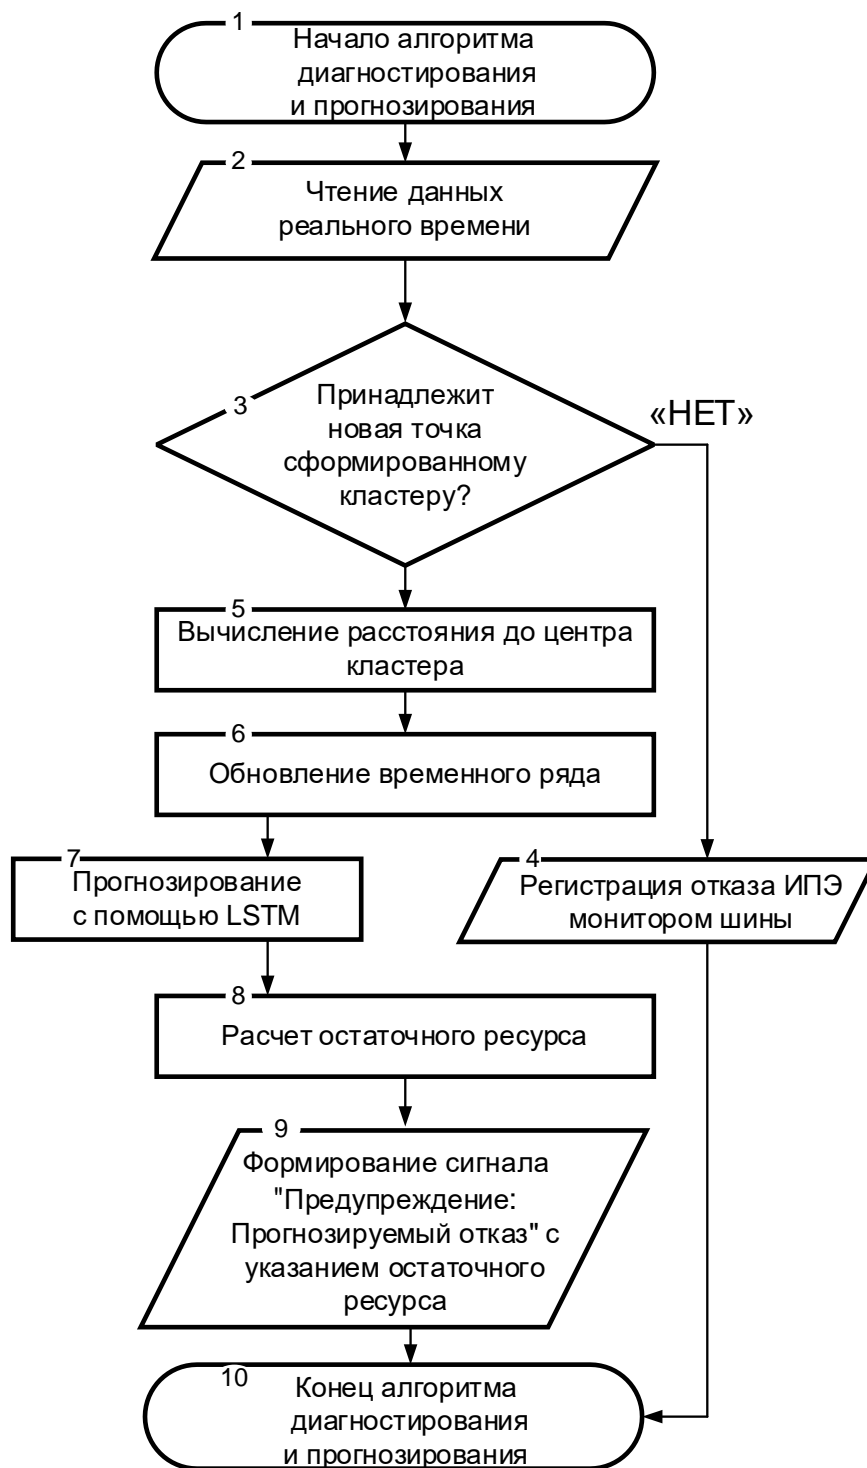 1
Начало алгоритма
диагностирования
и прогнозирования
2
Чтение данных
реального времени
3
Принадлежит
новая точка
сформированному
кластеру?
«НЕТ»
5
Вычисление расстояния до центра
кластера
6
Обновление временного ряда
7
Прогнозирование
с помощью LSTM
4
Регистрация отказа ИПЭ
монитором шины
8
Расчет остаточного ресурса
9
Формирование сигнала
"Предупреждение:
Прогнозируемый отказ" с
указанием остаточного
ресурса
10
Конец алгоритма
диагностирования
и прогнозирования